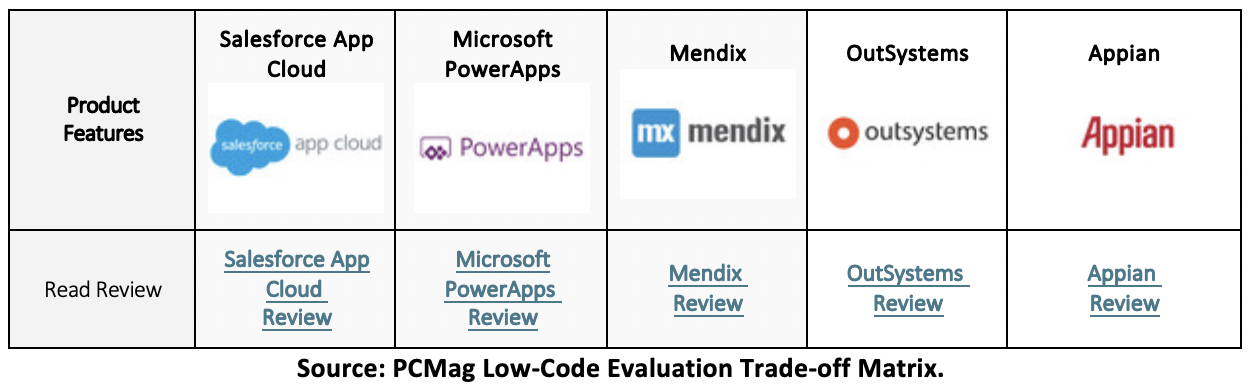 Product
Features
Salesforce App
Cloud
salesforce app cloud
Microsoft
PowerApps
PowerApps
Mendix
mx mendix
OutSystems
outsystems
Appian
Appian
Read Review
Salesforce App
Cloud
Review
Microsoft
PowerApps
Review
Mendix
Review
OutSystems
Review
Appian
Review
Source: PCMag Low-Code Evaluation Trade-off Matrix.